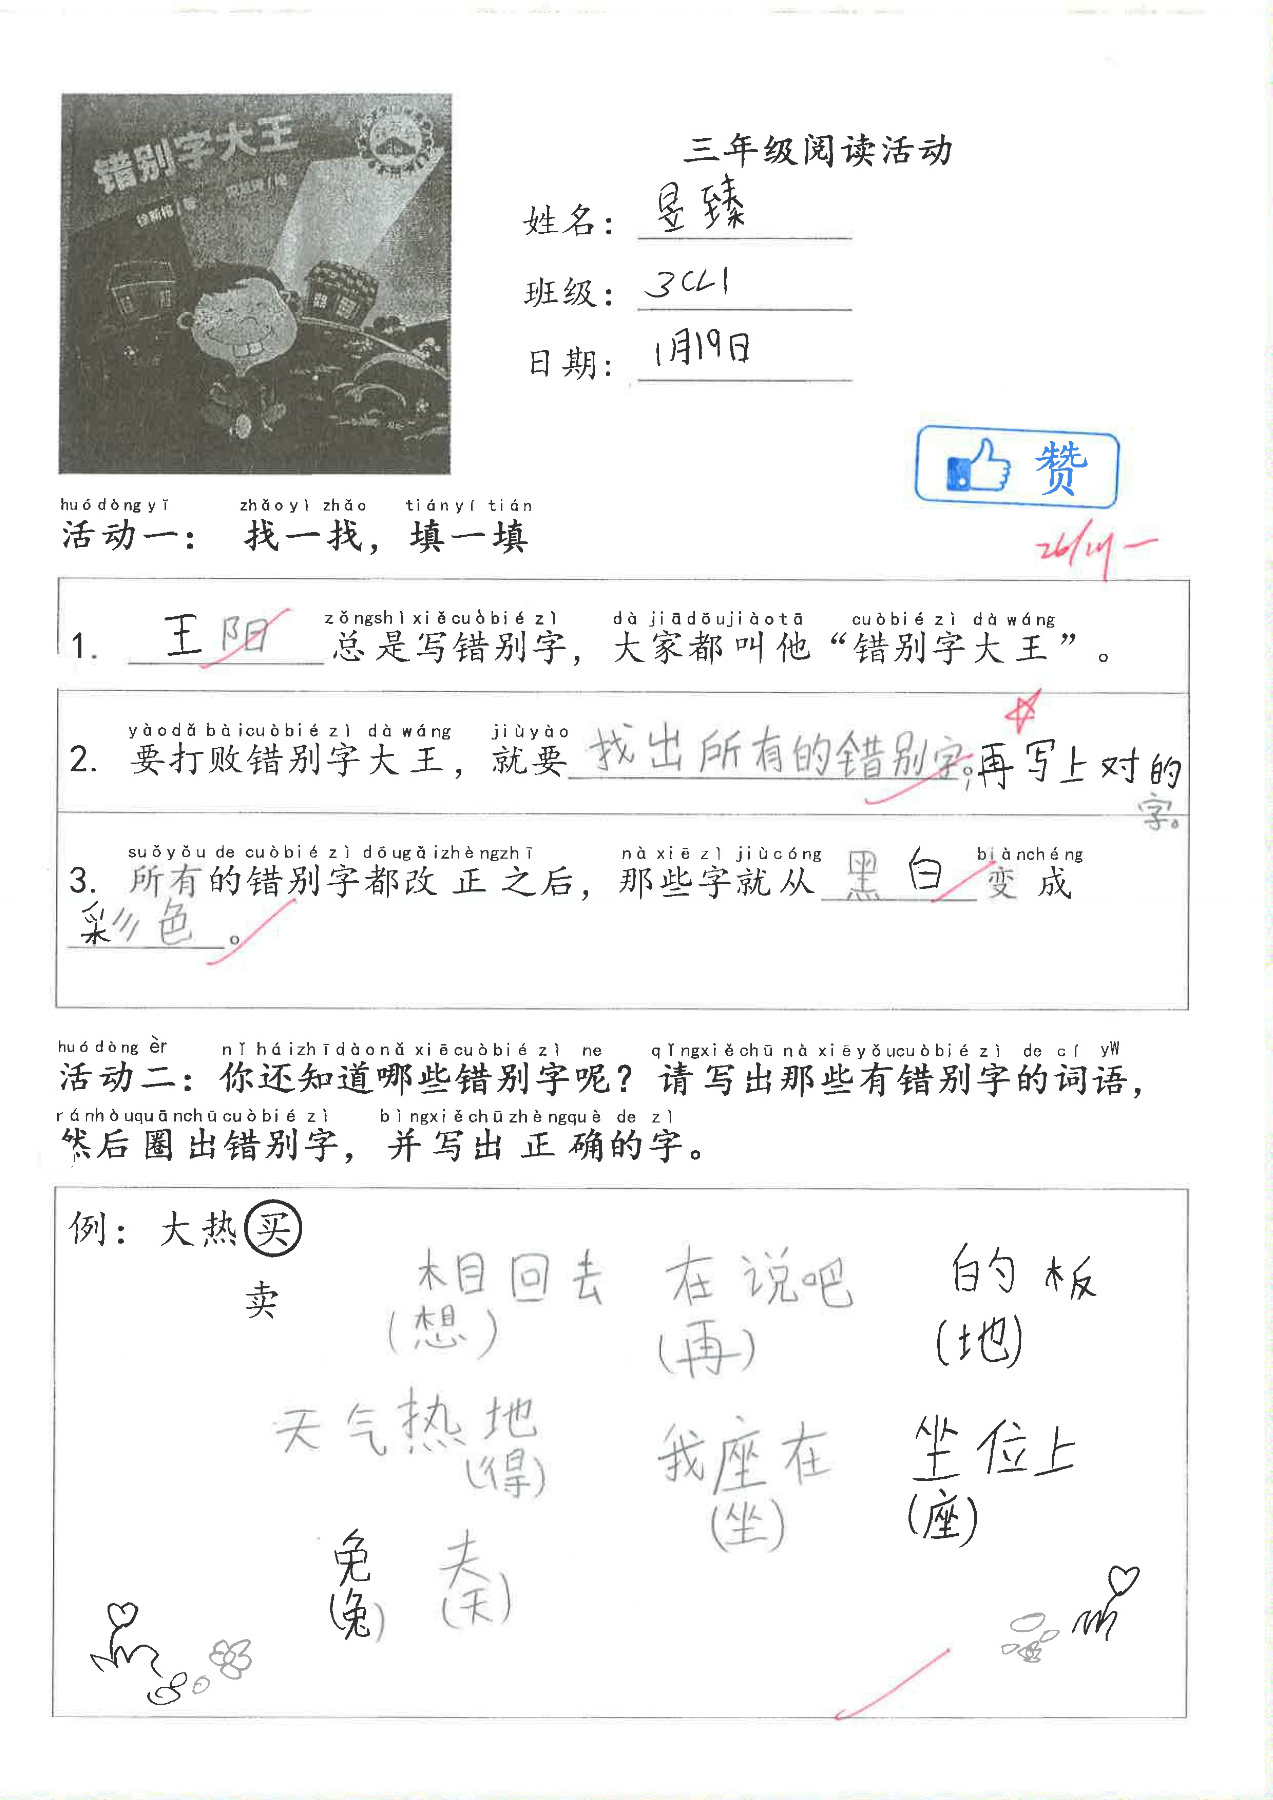 错别字大王
三年级阅读活动
姓名： 昱臻
班级： 3CL1
日期： 1月19日
赞
huó dòng yī zhǎo yì zhǎo tián yí tián
活动一： 找一找，填一填
zǒng shì xiě cuò bié zì dà jiā dōu jiào tā cuò bié zì dà wáng
1. 王阳 总是写错别字，大家都叫他“错别字大王”。
yào dǎ bài cuò bié zì dà wáng jiù yào
2. 要打败错别字大王，就要 找出所有的错别字，再写上对的
字。
suǒ yǒu de cuò bié zì dōu gǎi zhèng zhī nà xiē zì jiù cóng biàn chéng
3. 所有的错别字都改正之后，那些字就从 黑白 变成
彩色。
huó dòng èr nǐ hái zhī dào nǎ xiē cuò bié zì ne qǐng xiě chū nà xiē yǒu cuò bié zì de cí yW
活动二：你还知道哪些错别字呢？请写出那些有错别字的词语，
rán hòu quān chū cuò bié zì bìng xiě chū zhèng què de zì
然后圈出错别字，并写出正确的字。
例：大热买
卖
相回去 在说吧 的板
(想) (再) (地)
天气热地 我座在 坐位上
(得) (坐) (座)
免 夫
(兔) (天)